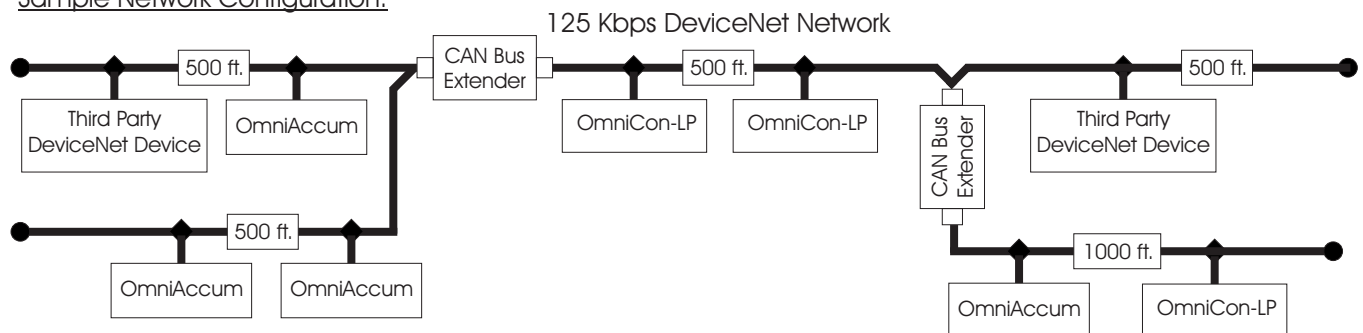 Sample Network Configuration:
125 Kbps DeviceNet Network
500 ft.
CAN Bus
Extender
500 ft.
500 ft.
Third Party
DeviceNet Device
OmniAccum
OmniCon-LP
OmniCon-LP
CAN Bus
Extender
Third Party
DeviceNet Device
500 ft.
1000 ft.
OmniAccum
OmniAccum
OmniAccum
OmniCon-LP